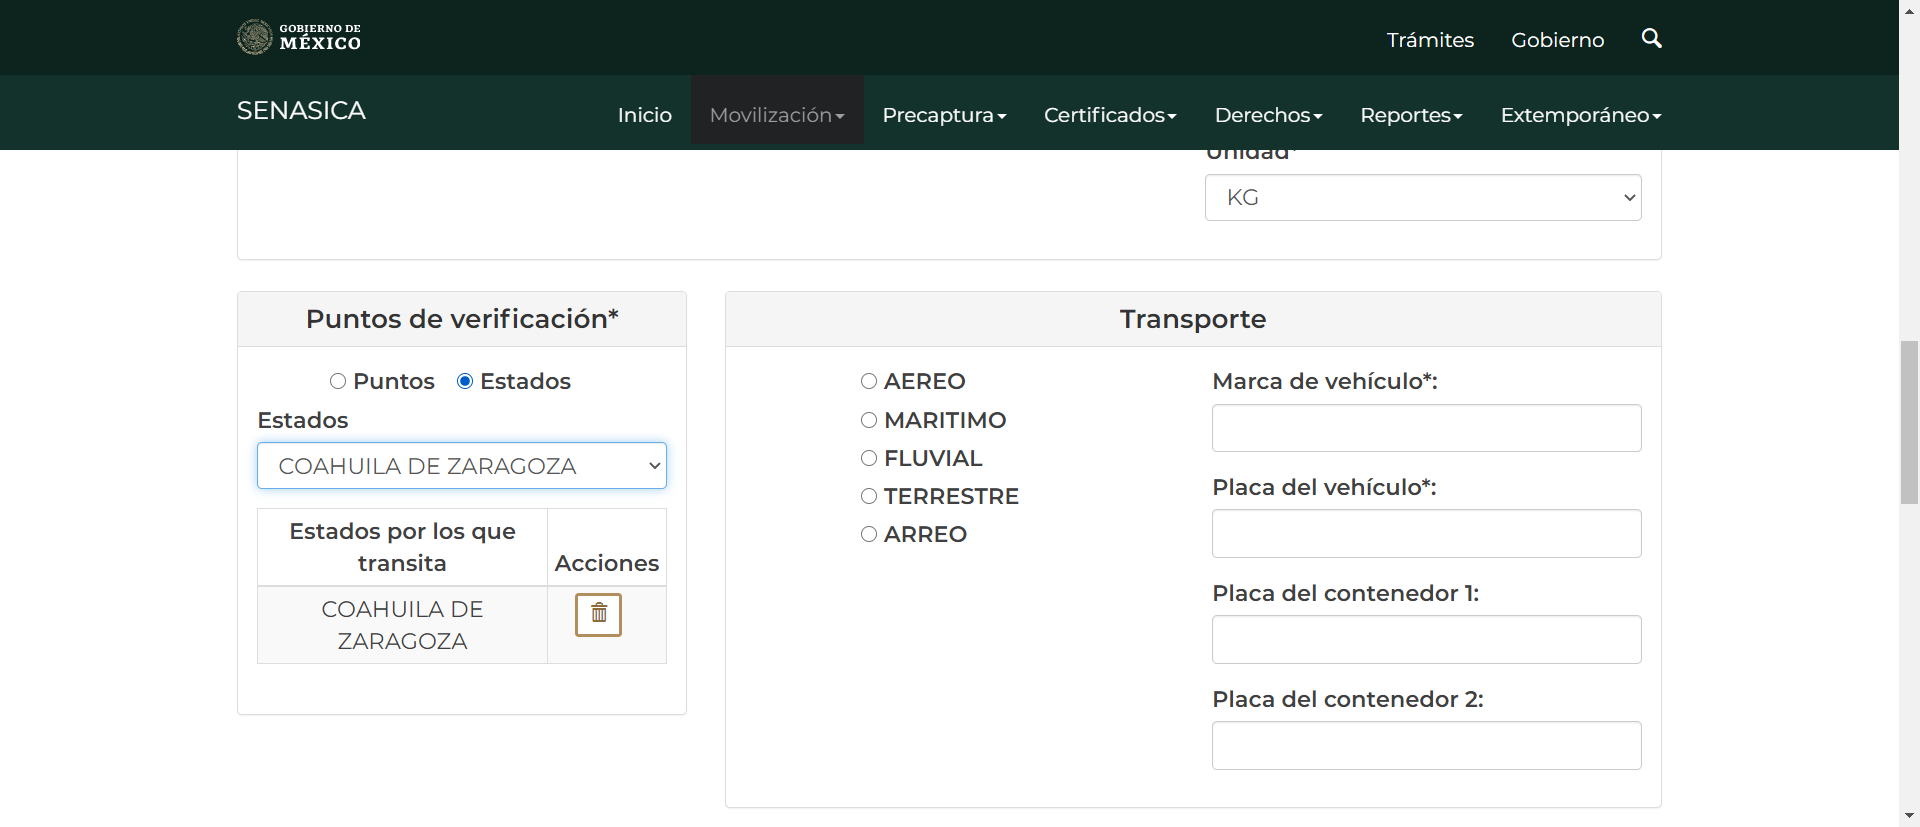 GOBIERNO DE
MÉXICO
Trámites Gobierno
SENASICA
Inicio Movilización Precaptura Certificados Derechos Reportes Extemporáneo
Unidad*
KG
Puntos de verificación*
Puntos Estados
Estados
COAHUILA DE ZARAGOZA
Estados por los que
transita
Acciones
COAHUILA DE
ZARAGOZA
Transporte
AEREO
MARITIMO
FLUVIAL
TERRESTRE
ARREO
Marca de vehículo*:
Placa del vehículo*:
Placa del contenedor 1:
Placa del contenedor 2: